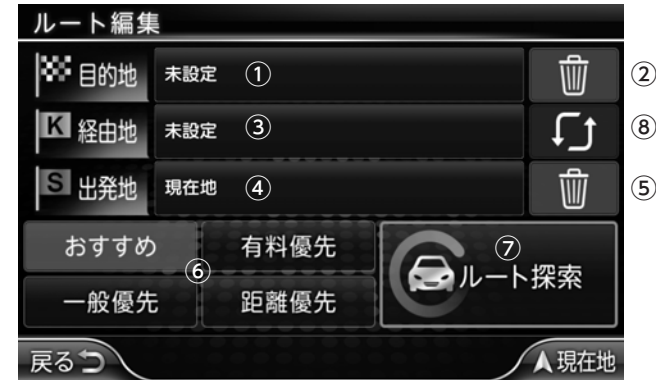 ルート編集
目的地 未設定 ① ②
K 経由地 未設定 ③ ⑧
S 出発地 現在地 ④ ⑤
おすすめ 有料優先
⑥ ⑦ ルート探索
一般優先 距離優先
戻る 現在地